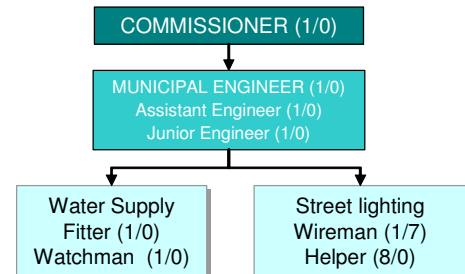 COMMISSIONER (1/0)
MUNICIPAL ENGINEER (1/0)
Assistant Engineer (1/0)
Junior Engineer (1/0)
Water Supply
Fitter (1/0)
Watchman (1/0)
Street lighting
Wireman (1/7)
Helper (8/0)